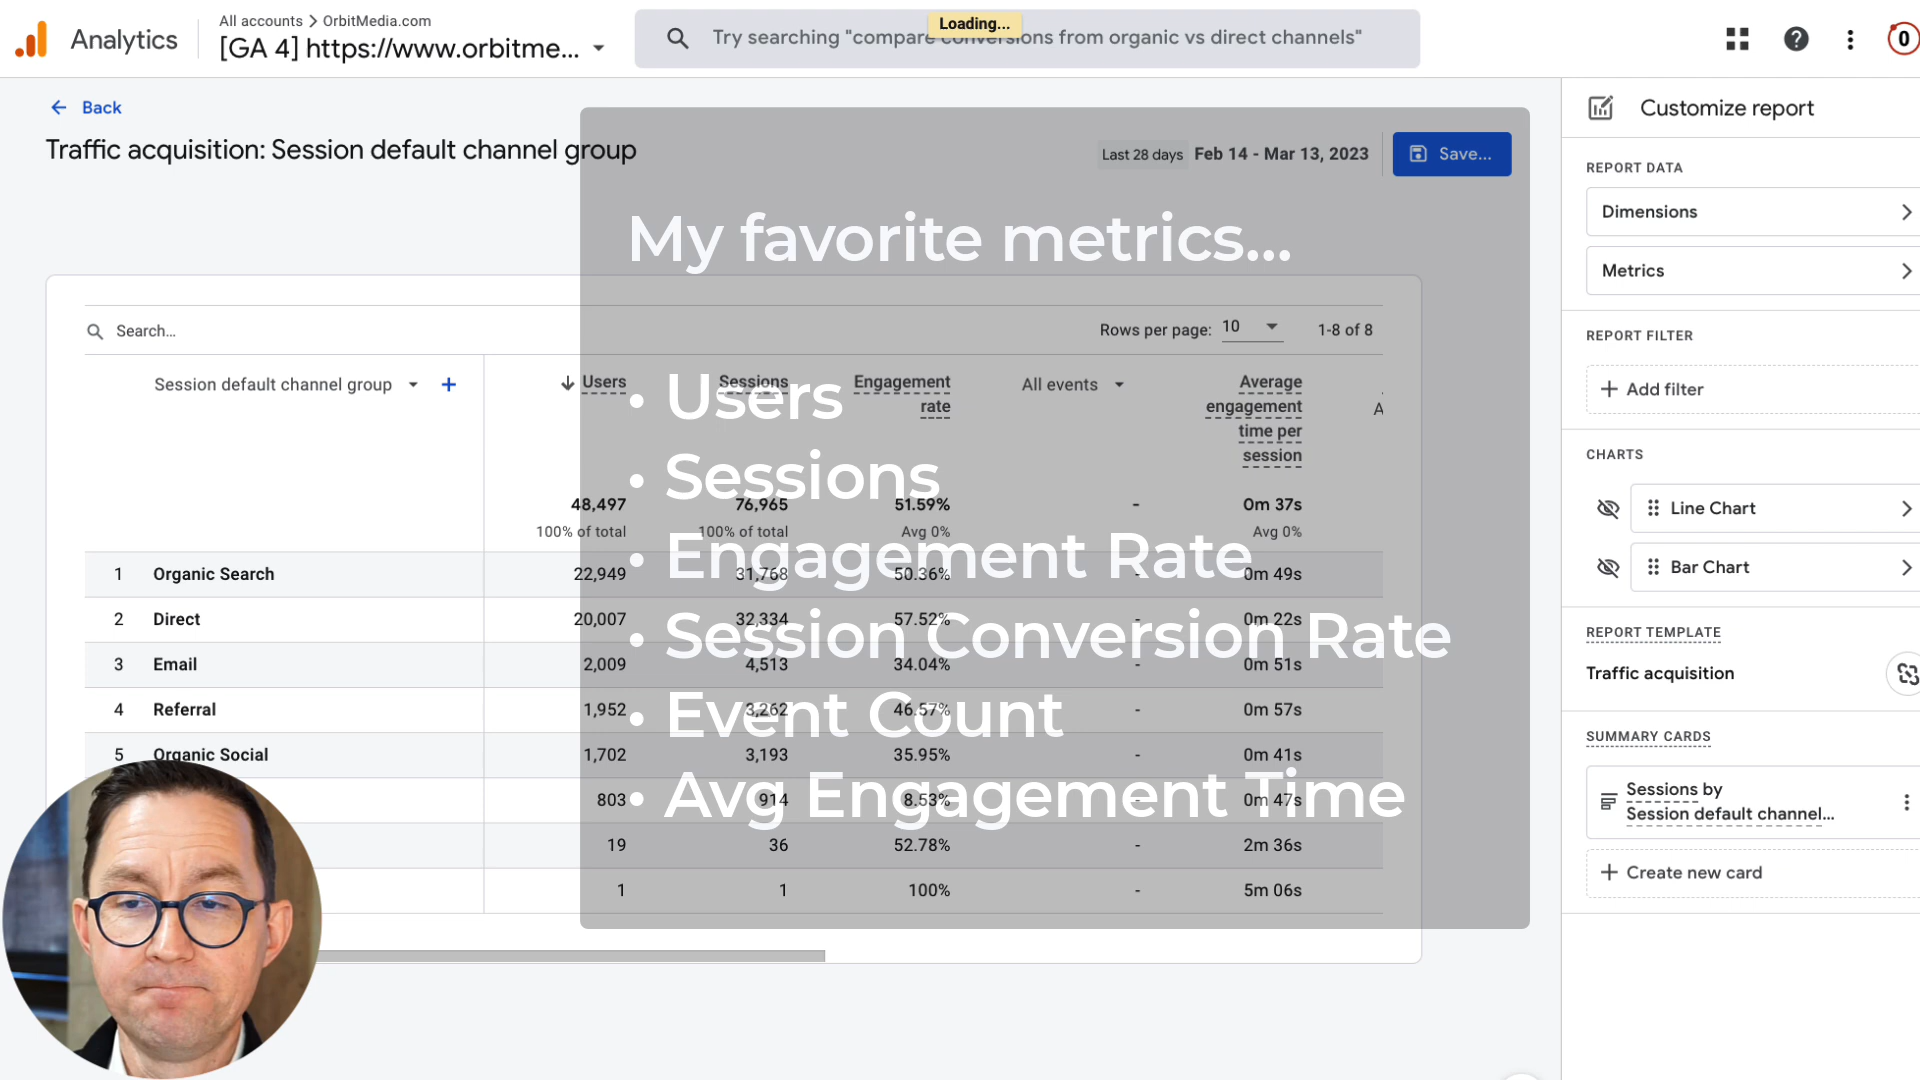 Analytics
All accounts > OrbitMedia.com
[GA 4] https://www.orbitme...
Try searching "compare conversions from organic vs direct channels"
Loading...
0
Back
Traffic acquisition: Session default channel group
Last 28 days Feb 14 - Mar 13, 2023
Save...
My favorite metrics...
• Users
• Sessions
• Engagement Rate
• Session Conversion Rate
• Event Count
• Avg Engagement Time
Search...
Rows per page: 10
1-8 of 8
Session default channel group
Users
Sessions
Engagement
rate
All events
Average
engagement
time per
session
A
48,497 76,965 51.59% - 0m 37s
100% of total 100% of total Avg 0% Avg 0%
1 Organic Search 22,949 31,768 50.36% - 0m 49s
2 Direct 20,007 32,334 57.52% - 0m 22s
3 Email 2,009 4,513 34.04% - 0m 51s
4 Referral 1,952 3,262 46.57% - 0m 57s
5 Organic Social 1,702 3,193 35.95% - 0m 41s
803 914 8.53% - 0m 47s
19 36 52.78% - 2m 36s
1 1 100% - 5m 06s
Customize report
REPORT DATA
Dimensions
Metrics
REPORT FILTER
+ Add filter
CHARTS
Line Chart
Bar Chart
REPORT TEMPLATE
Traffic acquisition
SUMMARY CARDS
Sessions by
Session default channel...
+ Create new card